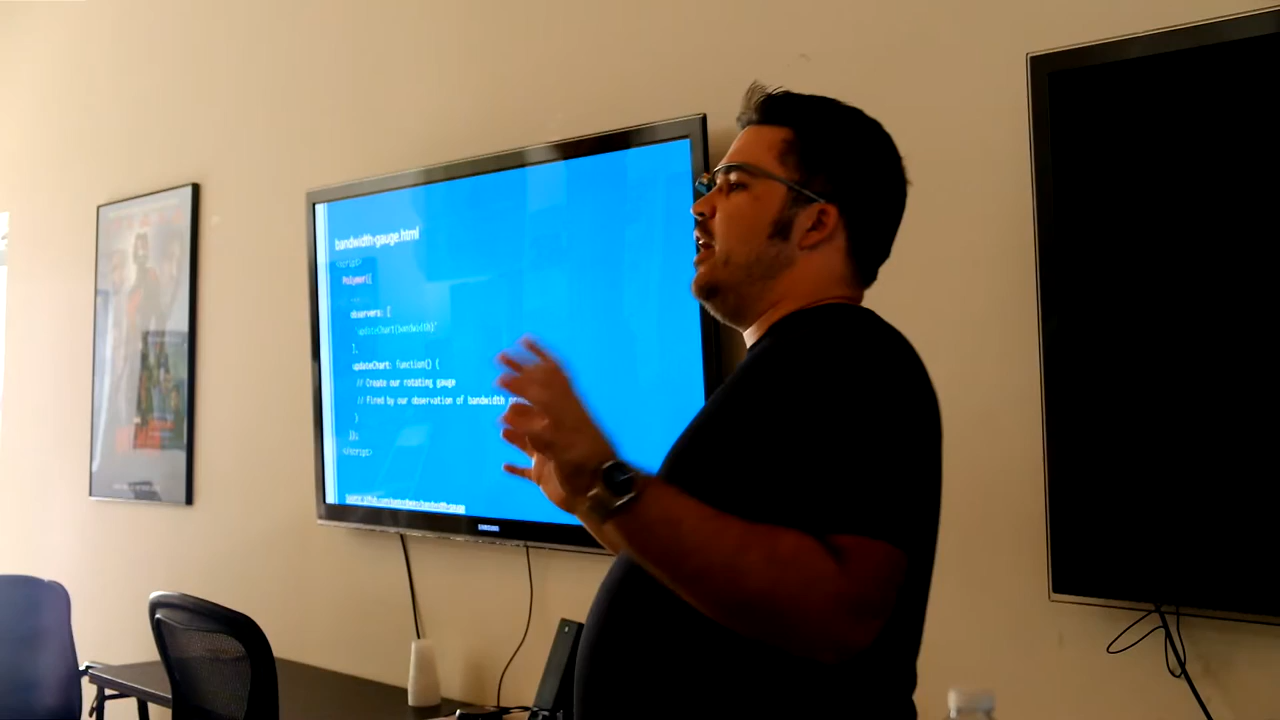 bandwidth-gauge.html
<script>
Polymer({
observers: [
'updateChart(bandwidth)'
],
updateChart: function() {
// Create our rotating gauge
// Fired by our observation of bandwidth
}
});
</script>
SAMSUNG